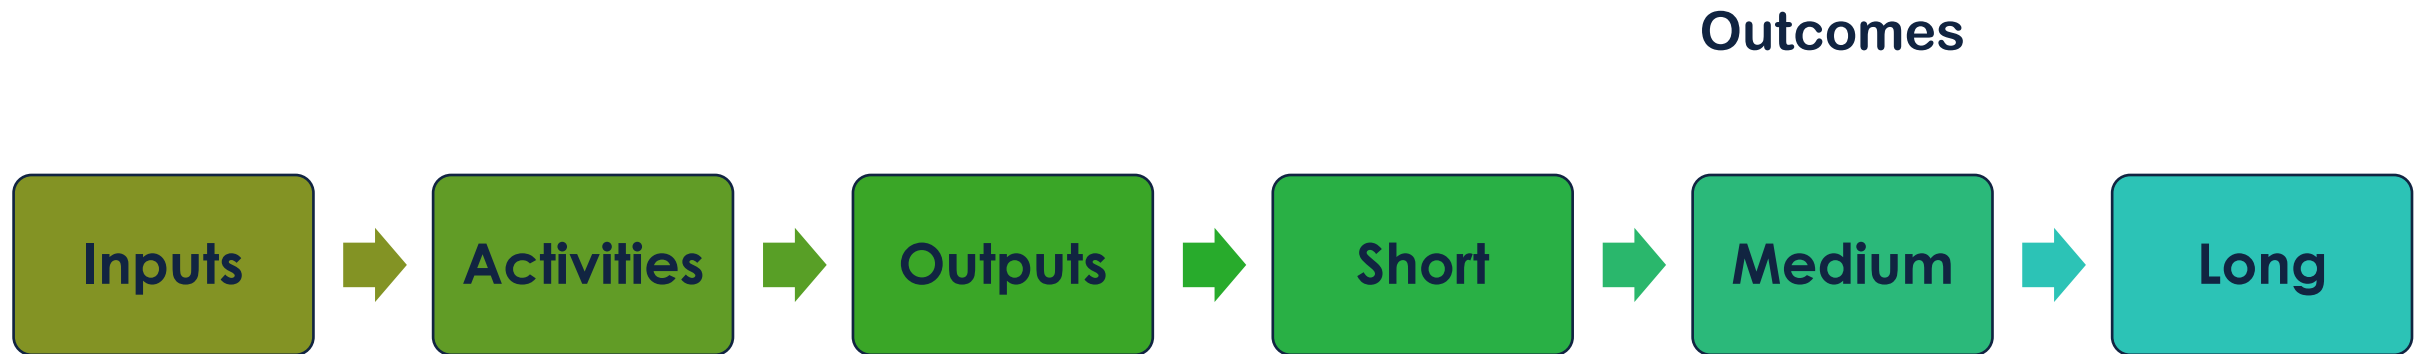 Outcomes
Inputs
Activities
Outputs
Short
Medium
Long